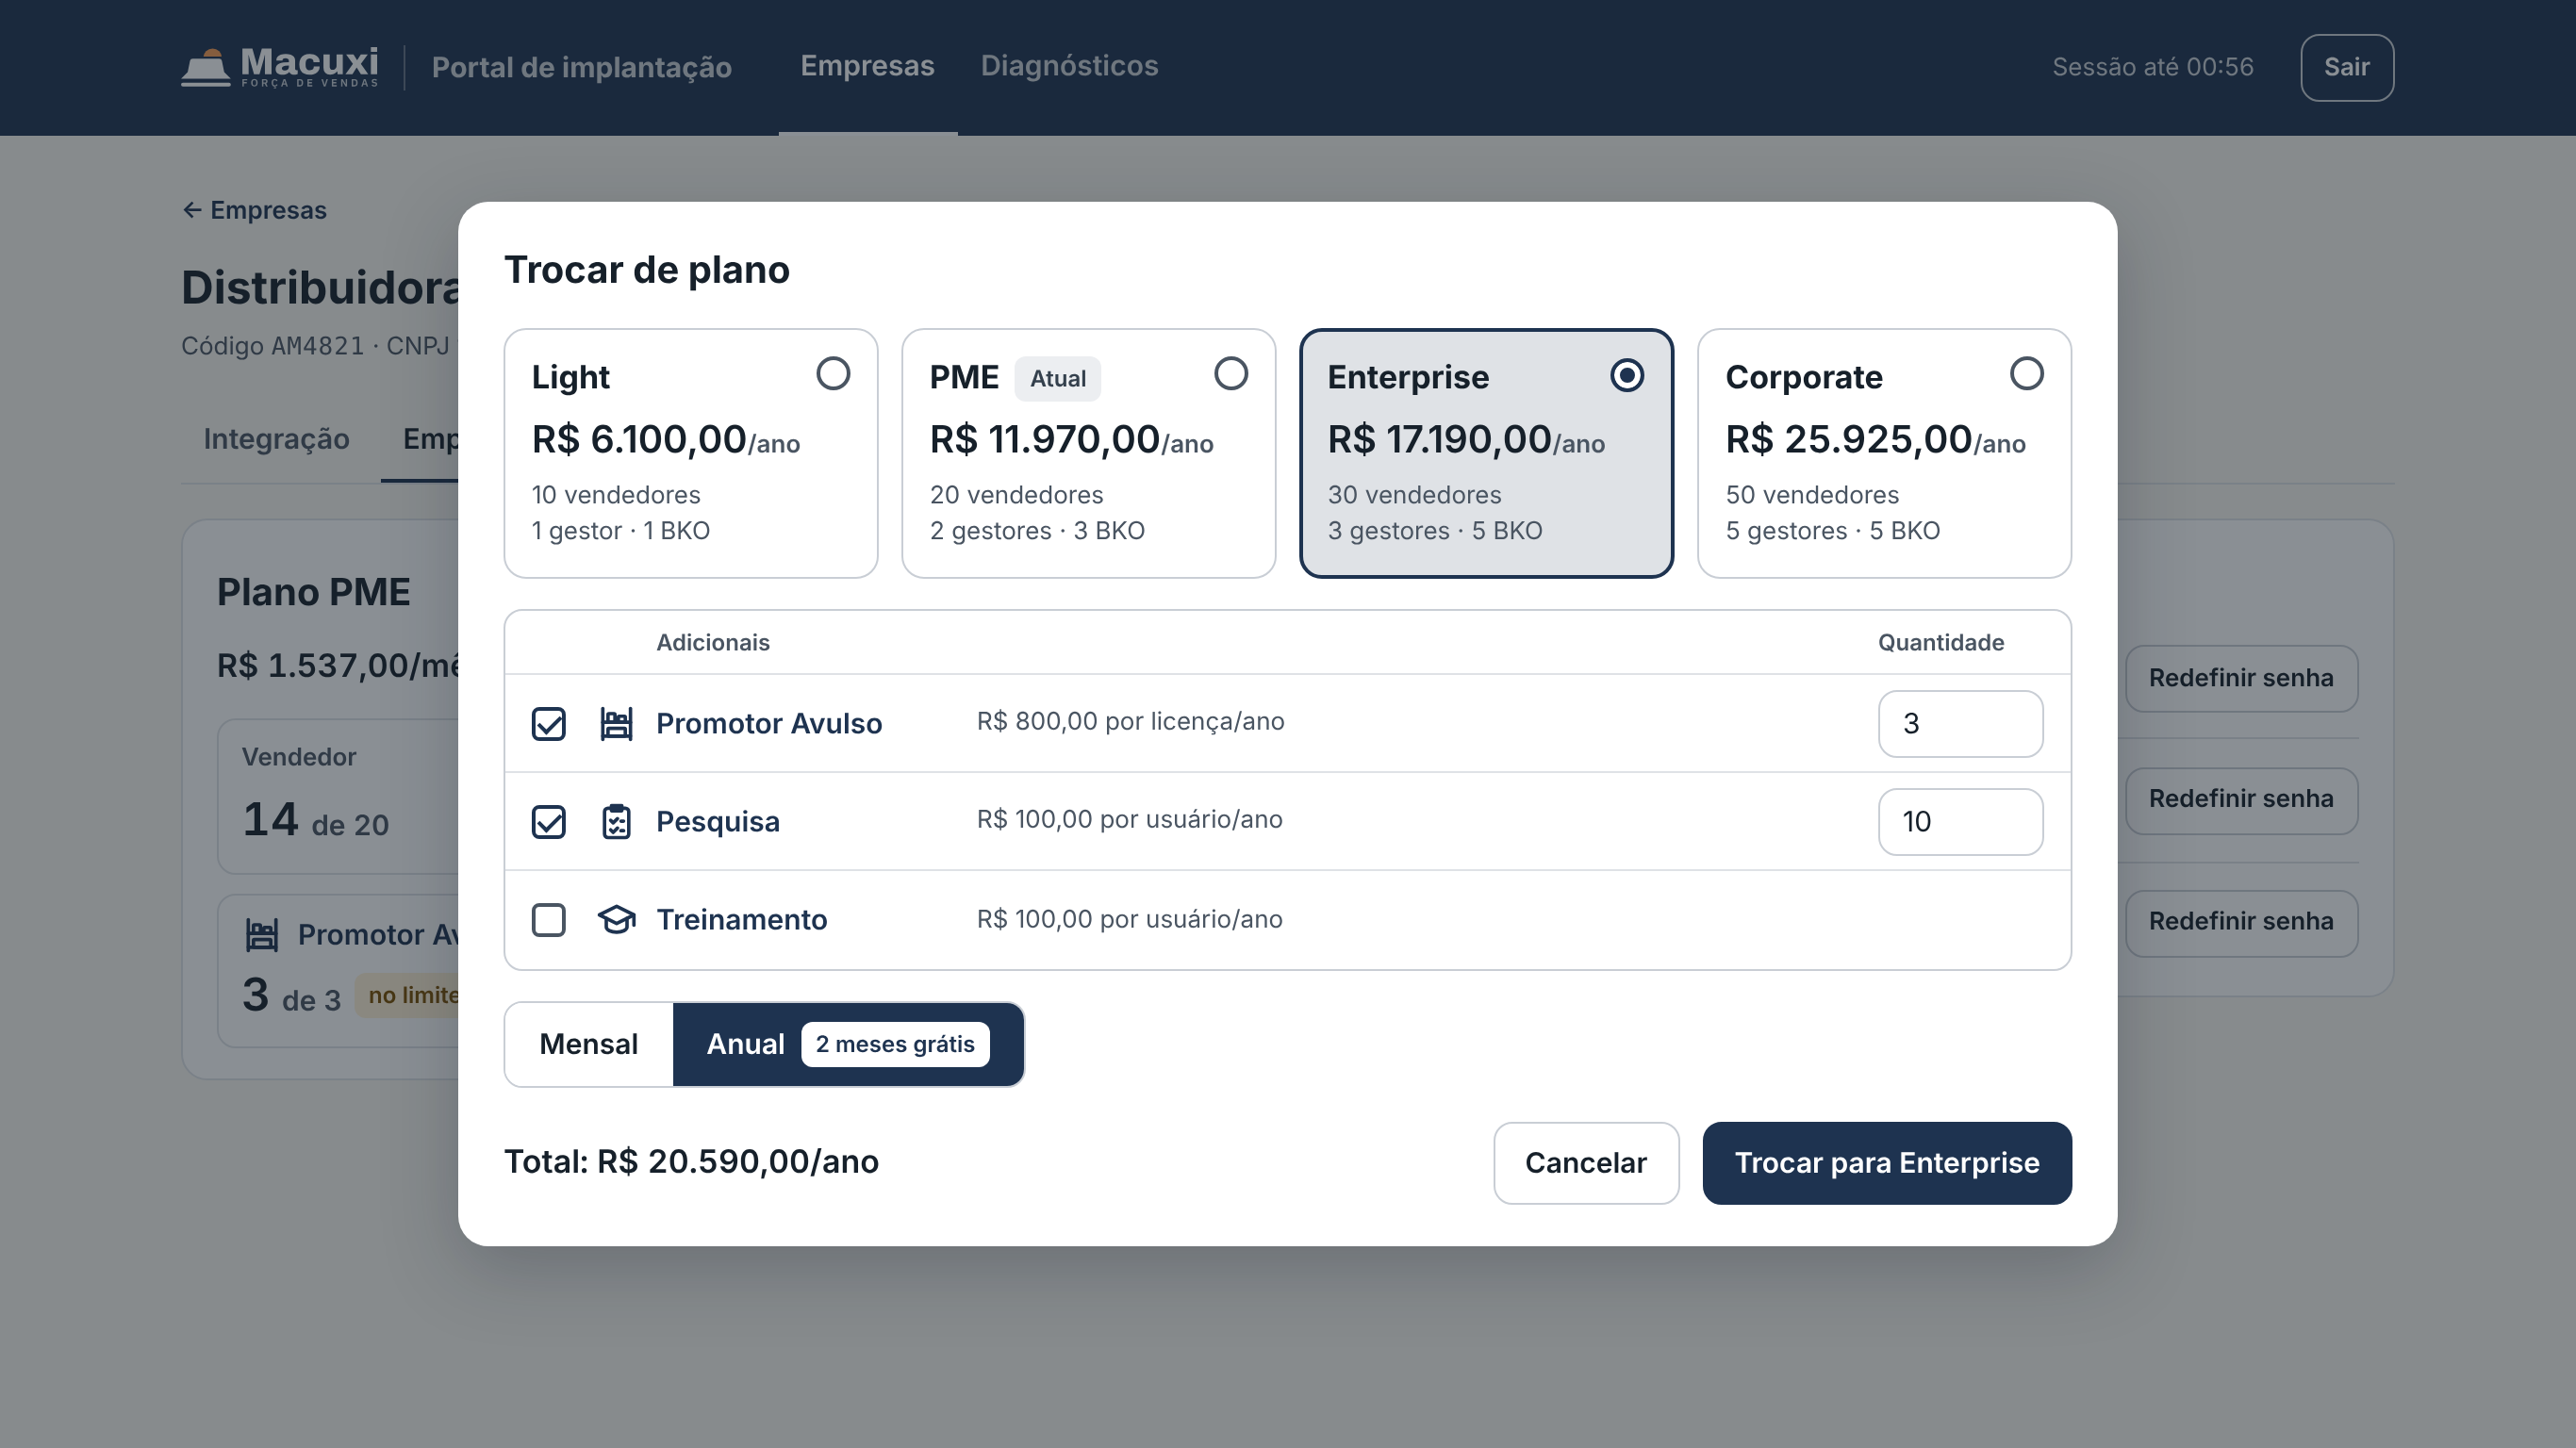 Macuxi
FORÇA DE VENDAS
Portal de implantação
Empresas
Diagnósticos
Sessão até 00:56
Sair
← Empresas
Distribuidora
Código AM4821 · CNPJ
Integração
Plano PME
R$ 1.537,00/mê
Vendedor
14 de 20
Promotor Av
3 de 3 no limite
Redefinir senha
Redefinir senha
Redefinir senha
Trocar de plano
Light
R$ 6.100,00/ano
10 vendedores
1 gestor · 1 BKO
PME Atual
R$ 11.970,00/ano
20 vendedores
2 gestores · 3 BKO
Enterprise
R$ 17.190,00/ano
30 vendedores
3 gestores · 5 BKO
Corporate
R$ 25.925,00/ano
50 vendedores
5 gestores · 5 BKO
Adicionais Quantidade
Promotor Avulso R$ 800,00 por licença/ano 3
Pesquisa R$ 100,00 por usuário/ano 10
Treinamento R$ 100,00 por usuário/ano
Mensal
Anual 2 meses grátis
Total: R$ 20.590,00/ano
Cancelar
Trocar para Enterprise